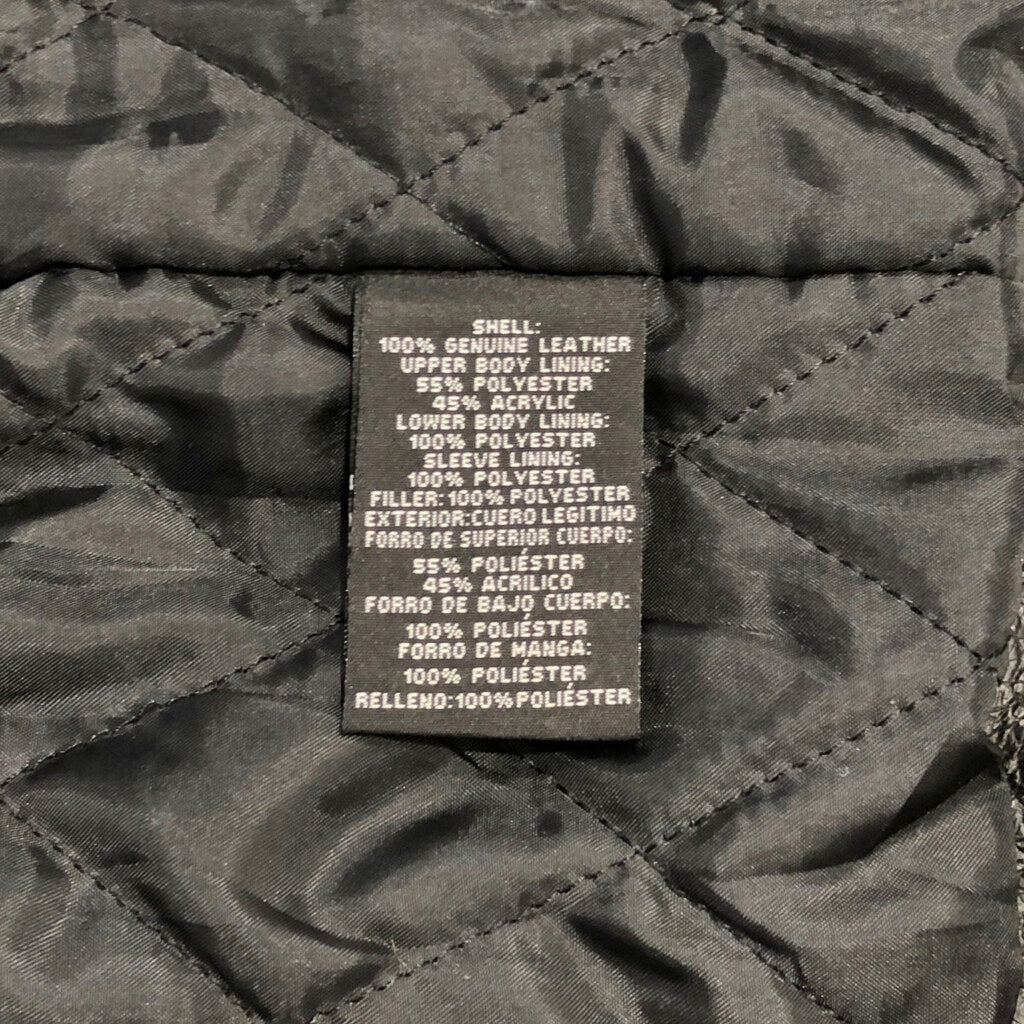 SHELL:
100% GENUINE LEATHER
UPPER BODY LINING:
55% POLYESTER
45% ACRYLIC
LOWER BODY LINING:
100% POLYESTER
SLEEVE LINING:
100% POLYESTER
FILLER: 100% POLYESTER
EXTERIOR:CUERO LEGITIMO
FORRO DE SUPERIOR CUERPO:
55% POLIÉSTER
45% ACRILICO
FORRO DE BAJO CUERPO:
100% POLIÉSTER
FORRO DE MANGA:
100% POLIÉSTER
RELLENO:100%POLIÉSTER